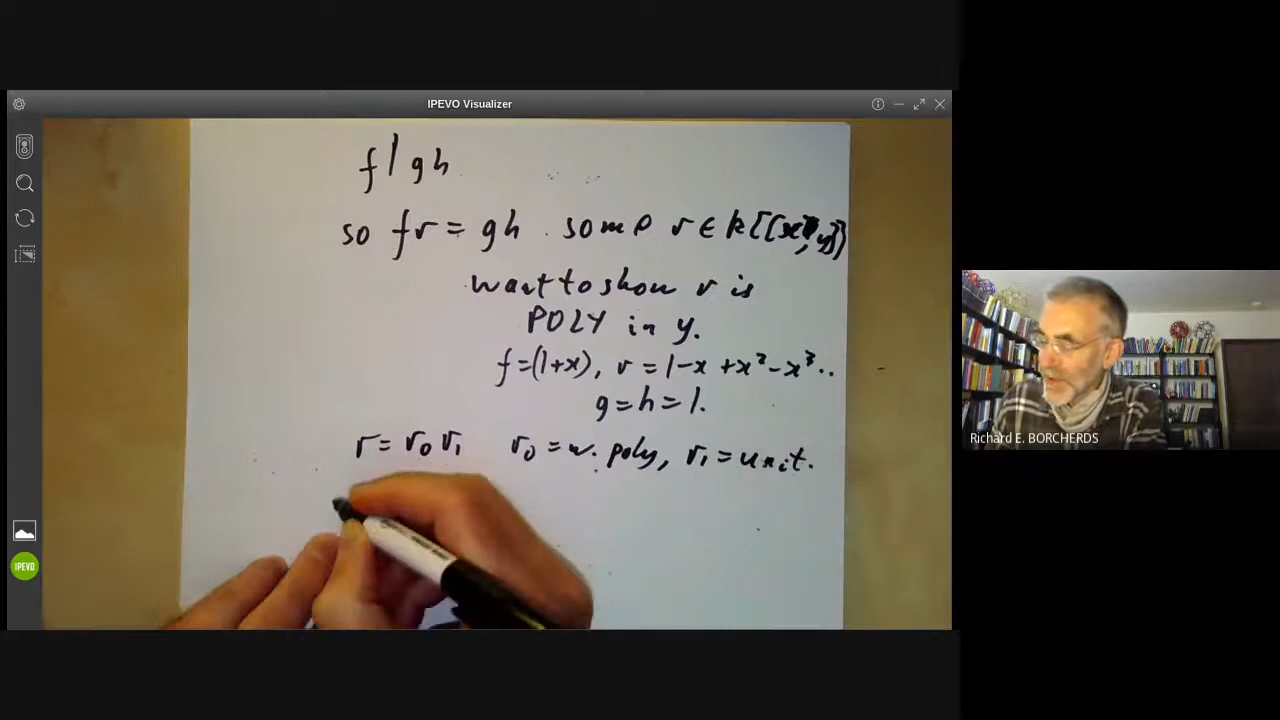 IPEVO Visualizer
f | gh
so fr = gh some r ∈ k[[x, y]]
want to show r is
POLY in y.
f = (1+x), r = 1-x+x²-x³..
g = h = 1.
r = r₀ r₁ r₀ = w. poly, r₁ = unit.
Richard E. BORCHERDS
IPEVO